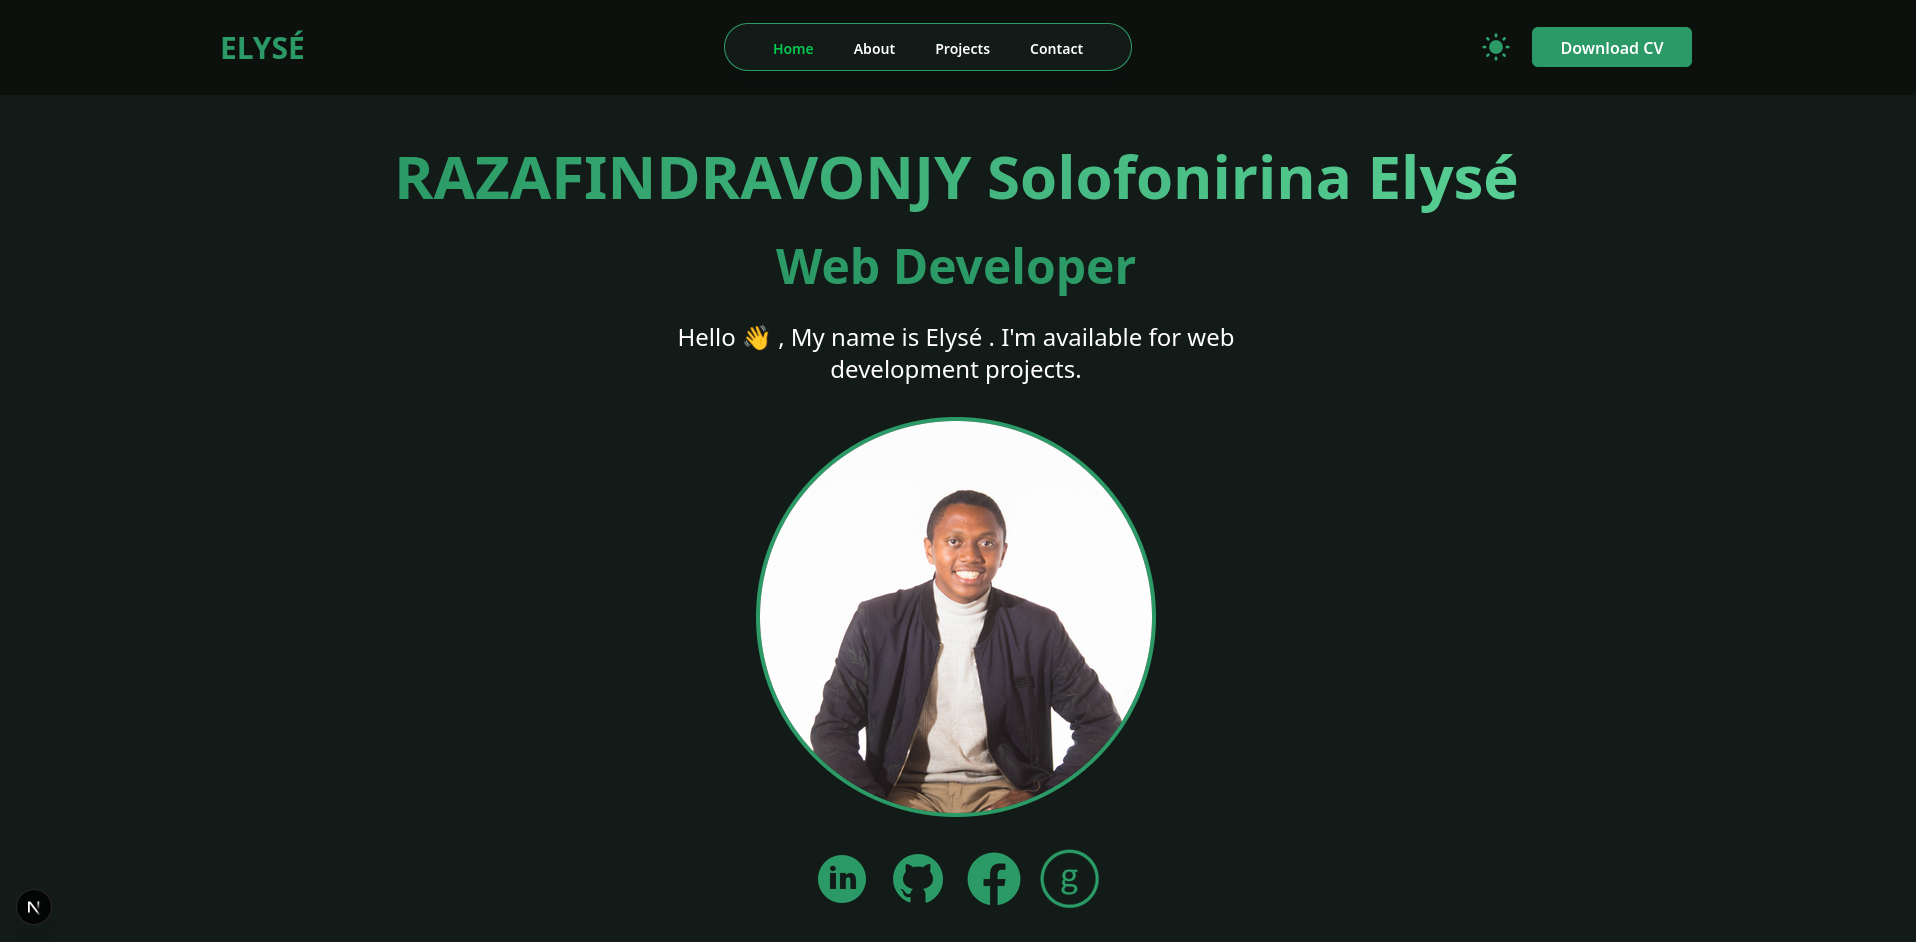 ELYSÉ
Home
About
Projects
Contact
Download CV
RAZAFINDRAVONJY Solofonirina Elysé
Web Developer
Hello 👋 , My name is Elysé . I'm available for web
development projects.
in
f
g
N